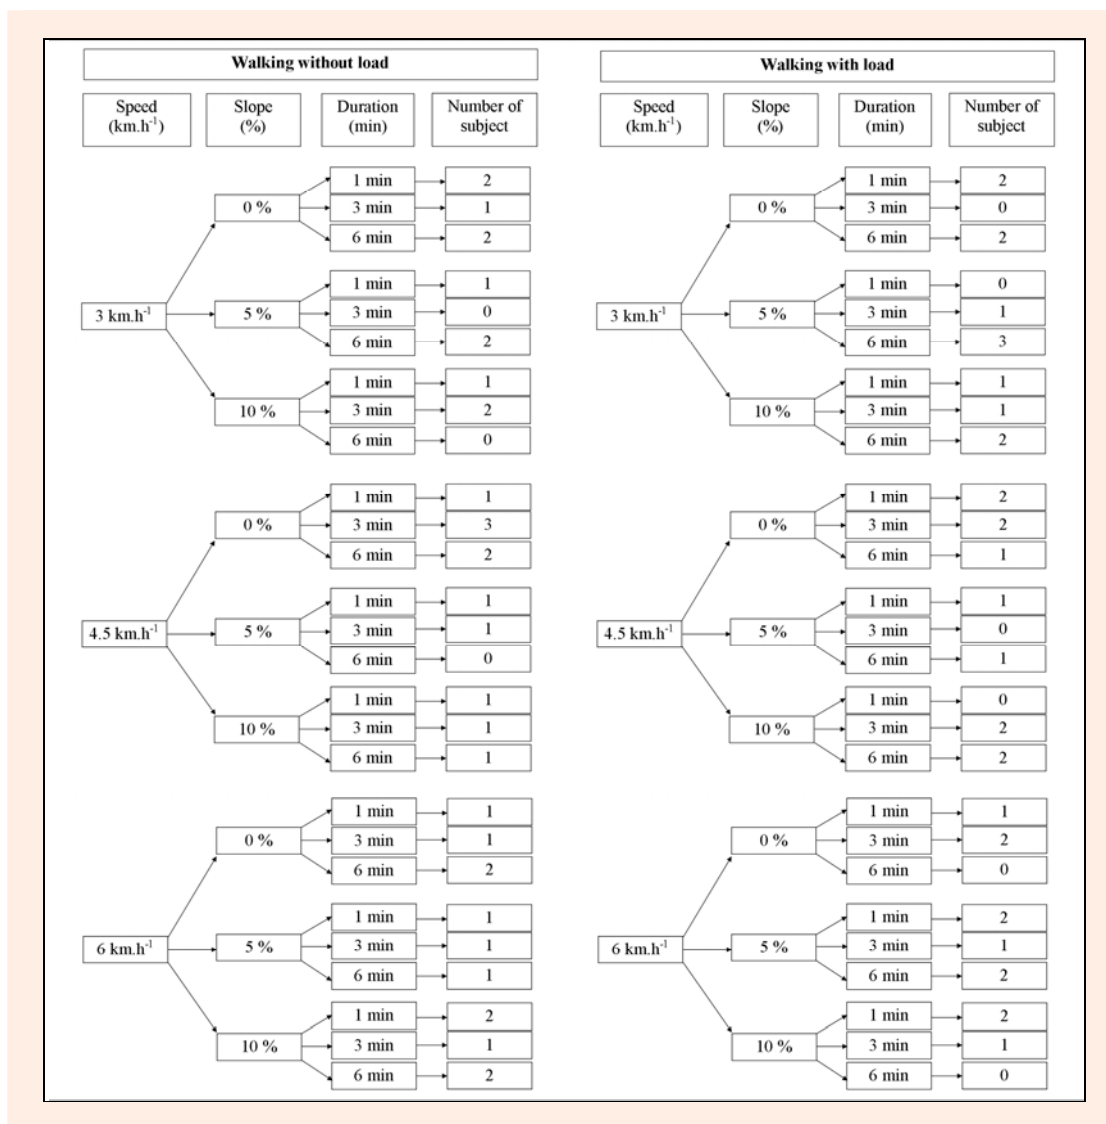 Walking without load
Speed Slope Duration Number of
(km.h-1) (%) (min) subject
1 min 2
0 % 3 min 1
6 min 2
1 min 1
3 km.h-1 5 % 3 min 0
6 min 2
1 min 1
10 % 3 min 2
6 min 0
1 min 1
0 % 3 min 3
6 min 2
1 min 1
4.5 km.h-1 5 % 3 min 1
6 min 0
1 min 1
10 % 3 min 1
6 min 1
1 min 1
0 % 3 min 1
6 min 2
1 min 1
6 km.h-1 5 % 3 min 1
6 min 1
1 min 2
10 % 3 min 1
6 min 2
Walking with load
Speed Slope Duration Number of
(km.h-1) (%) (min) subject
1 min 2
0 % 3 min 0
6 min 2
1 min 0
3 km.h-1 5 % 3 min 1
6 min 3
1 min 1
10 % 3 min 1
6 min 2
1 min 2
0 % 3 min 2
6 min 1
1 min 1
4.5 km.h-1 5 % 3 min 0
6 min 1
1 min 0
10 % 3 min 2
6 min 2
1 min 1
0 % 3 min 2
6 min 0
1 min 2
6 km.h-1 5 % 3 min 1
6 min 2
1 min 2
10 % 3 min 1
6 min 0